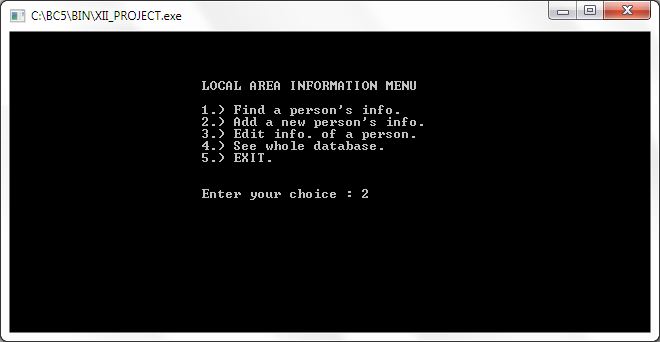 C:\BC5\BIN\XII_PROJECT.exe
LOCAL AREA INFORMATION MENU
1.) Find a person's info.
2.) Add a new person's info.
3.) Edit info. of a person.
4.) See whole database.
5.) EXIT.
Enter your choice : 2